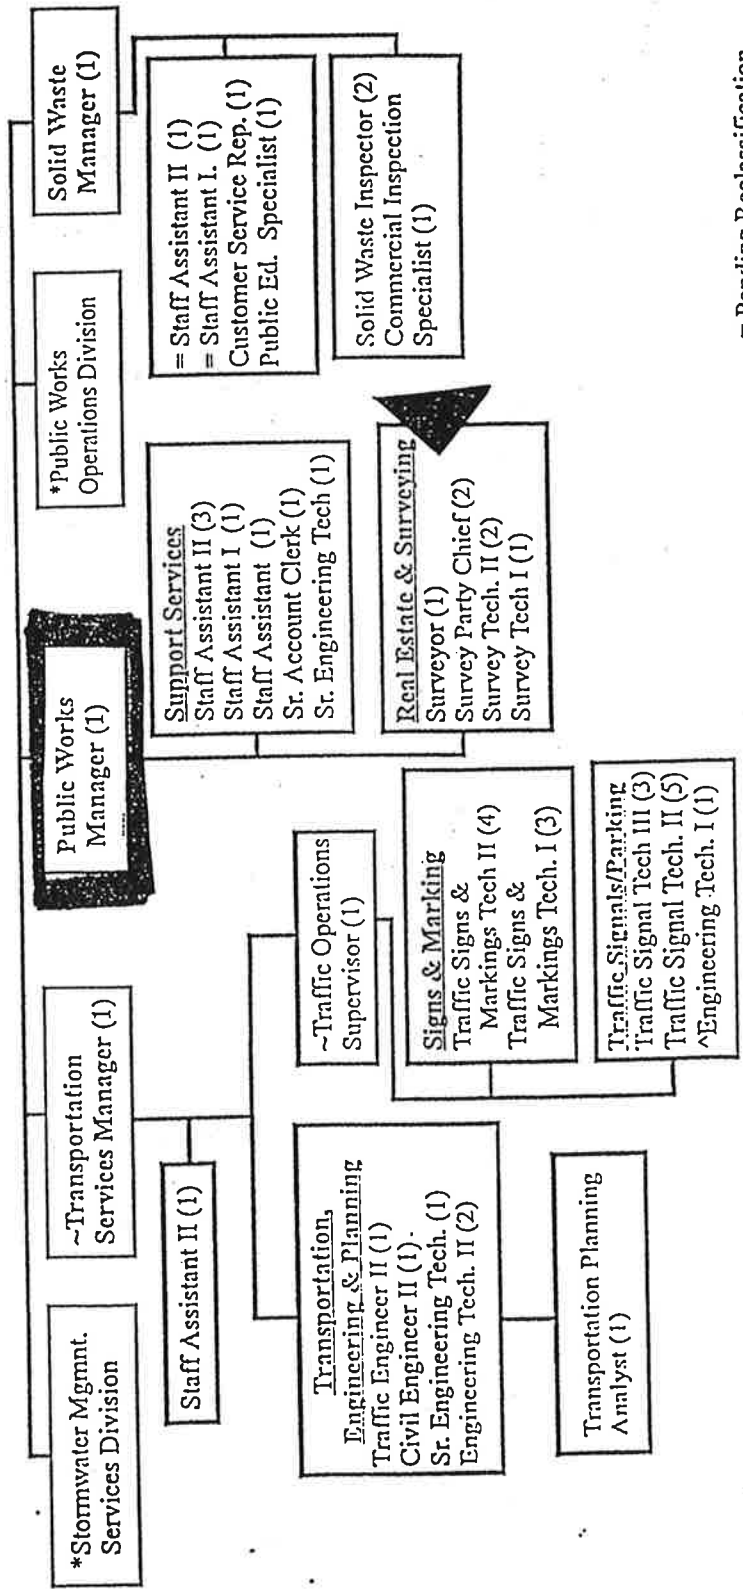 *Stormwater Mgmnt.
Services Division
~Transportation
Services Manager (1)
Public Works
Manager (1)
*Public Works
Operations Division
Solid Waste
Manager (1)
Staff Assistant II (1)
Transportation,
Engineering & Planning
Traffic Engineer II (1)
Civil Engineer II (1).
Sr. Engineering Tech. (1)
Engineering Tech. II (2)
Transportation Planning
Analyst (1)
~Traffic Operations
Supervisor (1)
Signs & Marking
Traffic Signs &
Markings Tech II (4)
Traffic Signs &
Markings Tech. I (3)
Traffic Signals/Parking
Traffic Signal Tech III (3)
Traffic Signal Tech. II (5)
^Engineering Tech. I (1)
Support Services
Staff Assistant II (3)
Staff Assistant I (1)
Staff Assistant (1)
Sr. Account Clerk (1)
Sr. Engineering Tech (1)
Real Estate & Surveying
Surveyor (1)
Survey Party Chief (2)
Survey Tech. II (2)
Survey Tech I (1)
= Staff Assistant II (1)
= Staff Assistant I. (1)
Customer Service Rep. (1)
Public Ed. Specialist (1)
Solid Waste Inspector (2)
Commercial Inspection
Specialist (1)
= Pending Reclassification